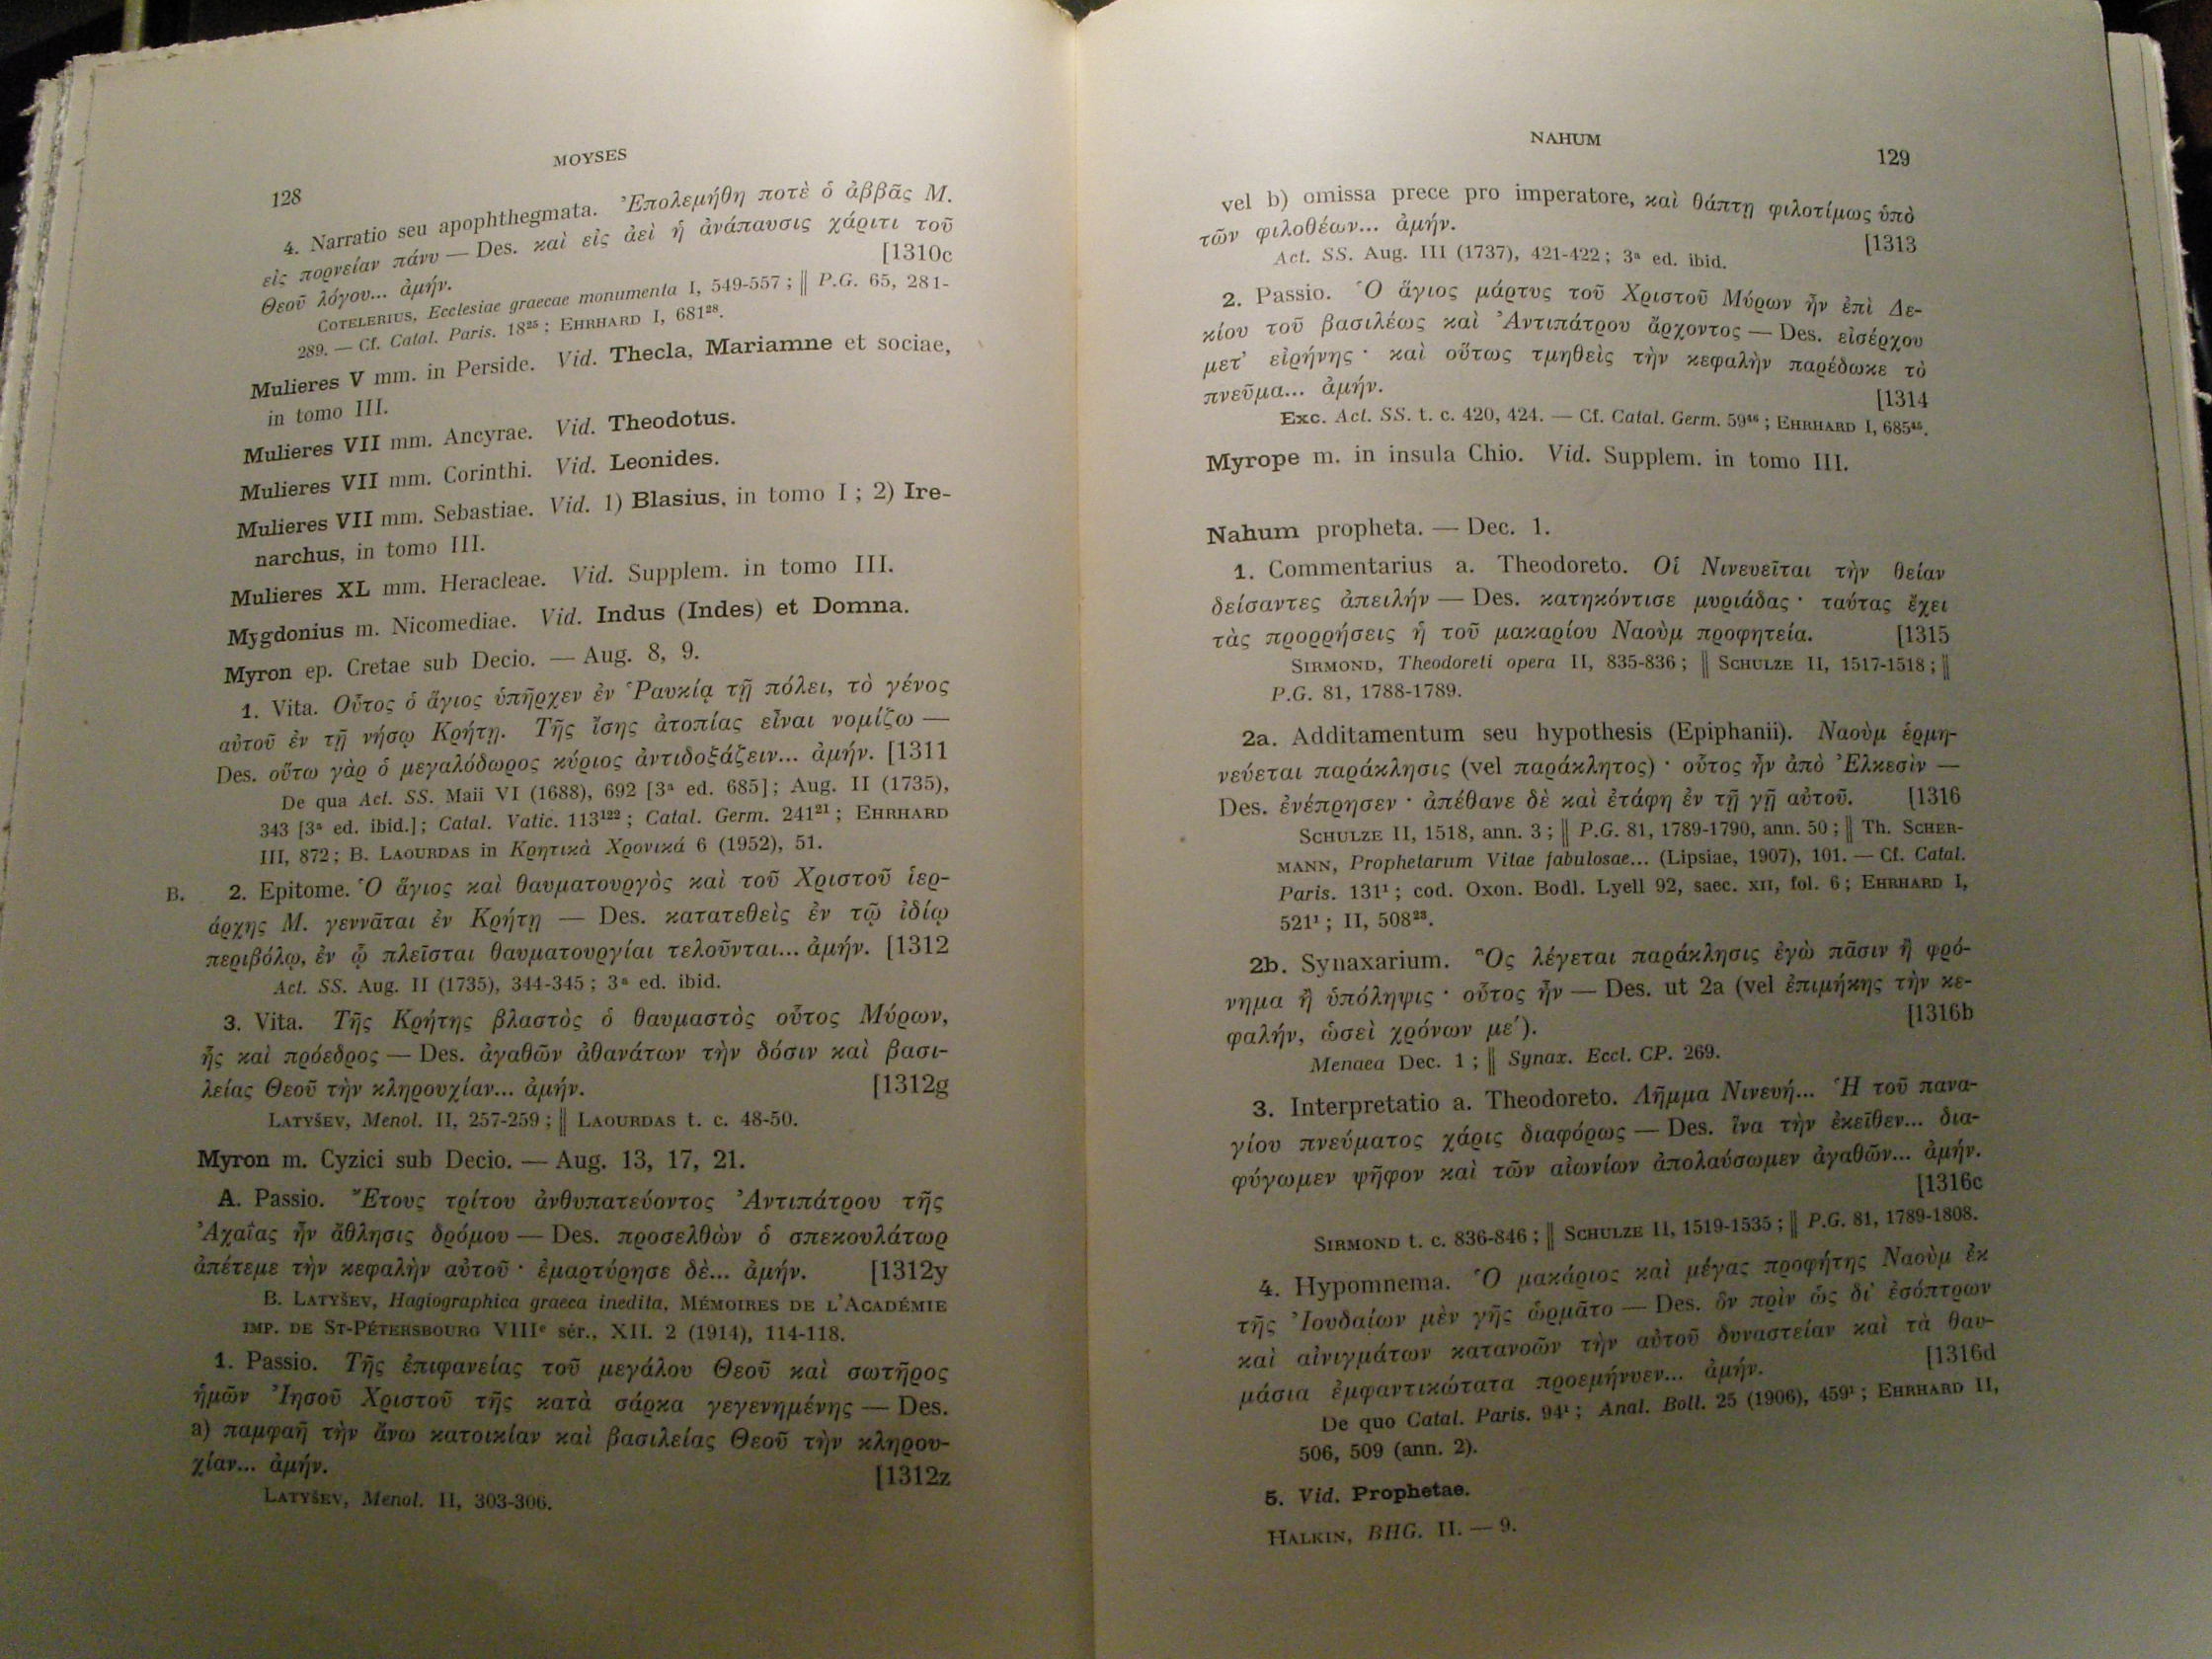 MOYSES
128
4. Narratio seu apophthegmata. Ἐπολεμήθη ποτὲ ὁ ἀββᾶς Μ.
εἰς πορνείαν πάνυ — Des. καὶ εἰς ἀεὶ ἡ ἀνάπαυσις χάριτι τοῦ
Θεοῦ λόγου... ἀμήν. [1310c
COTELERIUS, Ecclesiae graecae monumenta I, 549-557 ; || P.G. 65, 281-
289. — Cf. Catal. Paris. 18²⁵ ; EHRHARD I, 681²⁸.
Mulieres V mm. in Perside. Vid. Thecla, Mariamne et sociae,
in tomo III.
Mulieres VII mm. Ancyrae. Vid. Theodotus.
Mulieres VII mm. Corinthi. Vid. Leonides.
Mulieres VII mm. Sebastiae. Vid. 1) Blasius, in tomo I ; 2) Ire-
narchus, in tomo III.
Mulieres XL mm. Heracleae. Vid. Supplem. in tomo III.
Mygdonius m. Nicomediae. Vid. Indus (Indes) et Domna.
Myron ep. Cretae sub Decio. — Aug. 8, 9.
1. Vita. Οὗτος ὁ ἅγιος ὑπῆρχεν ἐν Ῥαυκίᾳ τῇ πόλει, τὸ γένος
αὐτοῦ ἐν τῇ νήσῳ Κρήτῃ. Τῆς ἴσης ἀτοπίας εἶναι νομίζω —
Des. οὕτω γὰρ ὁ μεγαλόδωρος κύριος ἀντιδοξάζειν... ἀμήν. [1311
De qua Act. SS. Maii VI (1688), 692 [3ª ed. 685] ; Aug. II (1735),
343 [3ª ed. ibid.] ; Catal. Vatic. 113¹²² ; Catal. Germ. 241²¹ ; EHRHARD
III, 872 ; B. LAOURDAS in Κρητικὰ Χρονικά 6 (1952), 51.
B. 2. Epitome. Ὁ ἅγιος καὶ θαυματουργὸς καὶ τοῦ Χριστοῦ ἱερ-
άρχης Μ. γεννᾶται ἐν Κρήτῃ — Des. κατατεθεὶς ἐν τῷ ἰδίῳ
περιβόλῳ, ἐν ᾧ πλεῖσται θαυματουργίαι τελοῦνται... ἀμήν. [1312
Act. SS. Aug. II (1735), 344-345 ; 3ª ed. ibid.
3. Vita. Τῆς Κρήτης βλαστὸς ὁ θαυμαστὸς οὗτος Μύρων,
ἧς καὶ πρόεδρος — Des. ἀγαθῶν ἀθανάτων τὴν δόσιν καὶ βασι-
λείας Θεοῦ τὴν κληρουχίαν... ἀμήν. [1312g
LATYŠEV, Menol. II, 257-259 ; || LAOURDAS t. c. 48-50.
Myron m. Cyzici sub Decio. — Aug. 13, 17, 21.
A. Passio. Ἔτους τρίτου ἀνθυπατεύοντος Ἀντιπάτρου τῆς
Ἀχαΐας ἦν ἄθλησις δρόμου — Des. προσελθὼν ὁ σπεκουλάτωρ
ἀπέτεμε τὴν κεφαλὴν αὐτοῦ · ἐμαρτύρησε δὲ... ἀμήν. [1312y
B. LATYŠEV, Hagiographica graeca inedita, MÉMOIRES DE L'ACADÉMIE
IMP. DE ST-PÉTERSBOURG VIIIᵉ sér., XII. 2 (1914), 114-118.
1. Passio. Τῆς ἐπιφανείας τοῦ μεγάλου Θεοῦ καὶ σωτῆρος
ἡμῶν Ἰησοῦ Χριστοῦ τῆς κατὰ σάρκα γεγενημένης — Des.
a) παμφαῆ τὴν ἄνω κατοικίαν καὶ βασιλείας Θεοῦ τὴν κληρου-
χίαν... ἀμήν. [1312z
LATYŠEV, Menol. II, 303-306.
NAHUM
129
vel b) omissa prece pro imperatore, καὶ θάπτῃ φιλοτίμως ὑπὸ
τῶν φιλοθέων... ἀμήν. [1313
Act. SS. Aug. III (1737), 421-422 ; 3ª ed. ibid.
2. Passio. Ὁ ἅγιος μάρτυς τοῦ Χριστοῦ Μύρων ἦν ἐπὶ Δε-
κίου τοῦ βασιλέως καὶ Ἀντιπάτρου ἄρχοντος — Des. εἰσέρχου
μετ' εἰρήνης · καὶ οὕτως τμηθεὶς τὴν κεφαλὴν παρέδωκε τὸ
πνεῦμα... ἀμήν. [1314
Exc. Act. SS. t. c. 420, 424. — Cf. Catal. Germ. 59¹⁶ ; EHRHARD I, 685⁴⁶.
Myrope m. in insula Chio. Vid. Supplem. in tomo III.
Nahum propheta. — Dec. 1.
1. Commentarius a. Theodoreto. Οἱ Νινευεῖται τὴν θείαν
δείσαντες ἀπειλήν — Des. κατηκόντισε μυριάδας · ταύτας ἔχει
τὰς προρρήσεις ἡ τοῦ μακαρίου Ναοὺμ προφητεία. [1315
SIRMOND, Theodoreti opera II, 835-836 ; || SCHULZE II, 1517-1518 ; ||
P.G. 81, 1788-1789.
2a. Additamentum seu hypothesis (Epiphanii). Ναοὺμ ἑρμη-
νεύεται παράκλησις (vel παράκλητος) · οὗτος ἦν ἀπὸ Ἐλκεσὶν —
Des. ἐνέπρησεν · ἀπέθανε δὲ καὶ ἐτάφη ἐν τῇ γῇ αὐτοῦ. [1316
SCHULZE II, 1518, ann. 3 ; || P.G. 81, 1789-1790, ann. 50 ; || Th. SCHER-
MANN, Prophetarum Vitae fabulosae... (Lipsiae, 1907), 101. — Cf. Catal.
Paris. 131¹ ; cod. Oxon. Bodl. Lyell 92, saec. XII, fol. 6 ; EHRHARD I,
521¹ ; II, 508²³.
2b. Synaxarium. Ὃς λέγεται παράκλησις ἐγὼ πᾶσιν ἢ φρό-
νημα ἢ ὑπόληψις · οὗτος ἦν — Des. ut 2a (vel ἐπιμήκης τὴν κε-
φαλήν, ὡσεὶ χρόνων με΄). [1316b
Menaea Dec. 1 ; || Synax. Eccl. CP. 269.
3. Interpretatio a. Theodoreto. Λῆμμα Νινευή... Ἡ τοῦ πανα-
γίου πνεύματος χάρις διαφόρως — Des. ἵνα τὴν ἐκεῖθεν... δια-
φύγωμεν ψῆφον καὶ τῶν αἰωνίων ἀπολαύσωμεν ἀγαθῶν... ἀμήν.
[1316c
SIRMOND t. c. 836-846 ; || SCHULZE II, 1519-1535 ; || P.G. 81, 1789-1808.
4. Hypomnema. Ὁ μακάριος καὶ μέγας προφήτης Ναοὺμ ἐκ
τῆς Ἰουδαίων μὲν γῆς ὡρμᾶτο — Des. ὃν πρὶν ὡς δι' ἐσόπτρων
καὶ αἰνιγμάτων κατανοῶν τὴν αὐτοῦ δυναστείαν καὶ τὰ θαυ-
μάσια ἐμφαντικώτατα προεμήνυεν... ἀμήν. [1316d
De quo Catal. Paris. 94¹ ; Anal. Boll. 25 (1906), 459¹ ; EHRHARD II,
506, 509 (ann. 2).
5. Vid. Prophetae.
HALKIN, BHG. II. — 9.